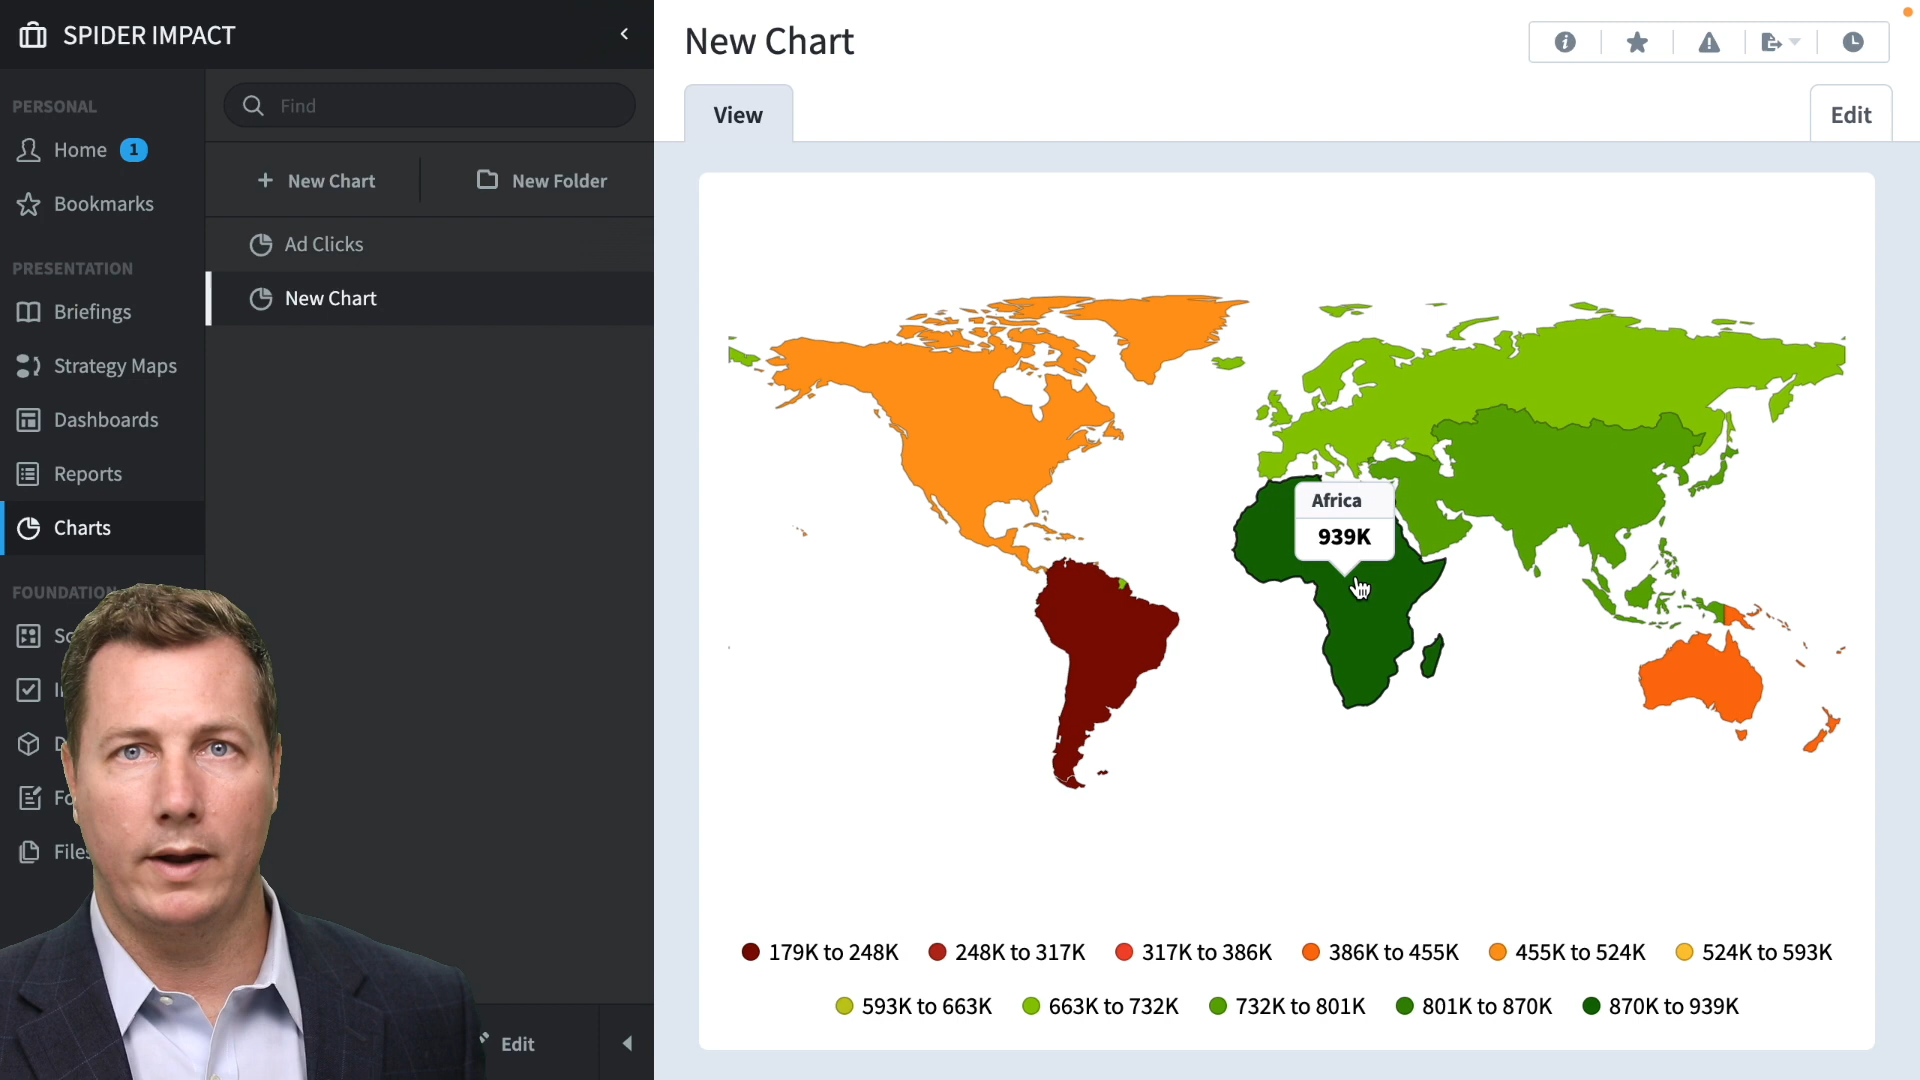 SPIDER IMPACT
PERSONAL
Home 1
Bookmarks
PRESENTATION
Briefings
Strategy Maps
Dashboards
Reports
Charts
Files
Find
+ New Chart
New Folder
Ad Clicks
New Chart
Edit
New Chart
View
Edit
Africa
939K
179K to 248K
248K to 317K
317K to 386K
386K to 455K
455K to 524K
524K to 593K
593K to 663K
663K to 732K
732K to 801K
801K to 870K
870K to 939K